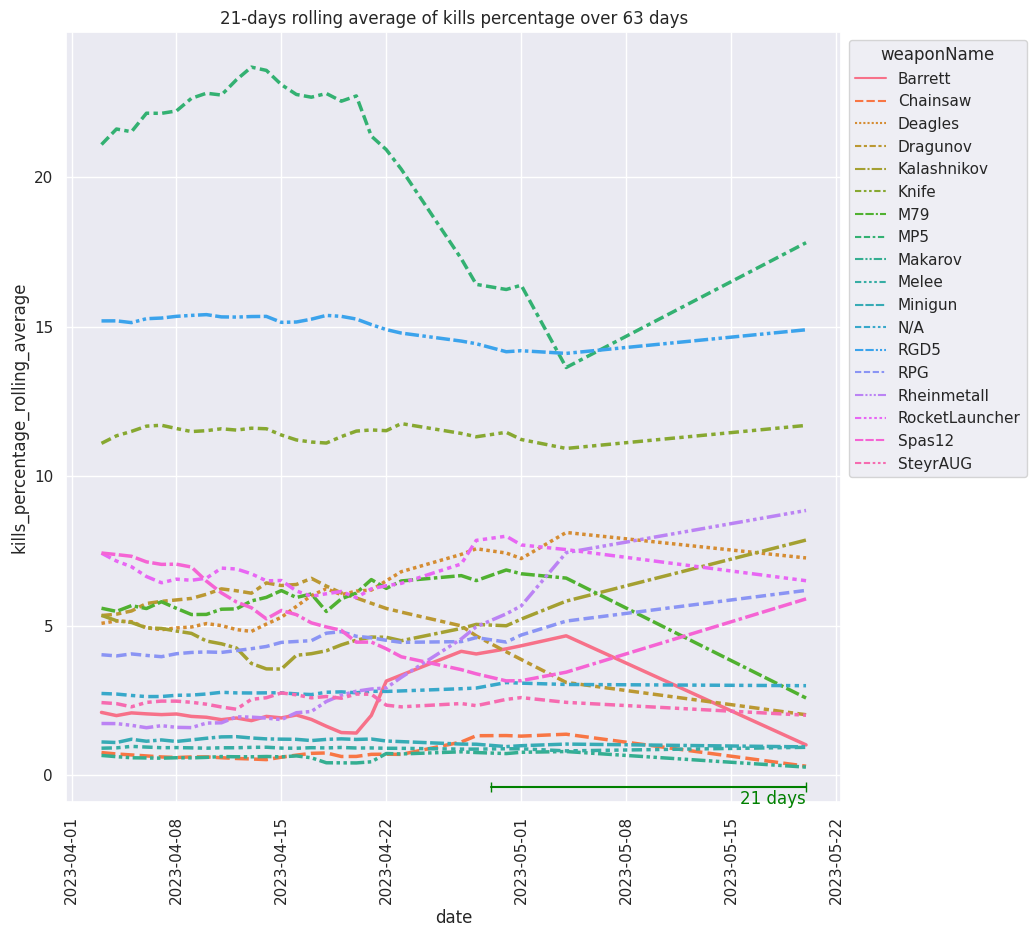 21-days rolling average of kills percentage over 63 days
kills_percentage_rolling_average
20
15
10
5
0
21 days
2023-04-01
2023-04-08
2023-04-15
2023-04-22
2023-05-01
2023-05-08
2023-05-15
2023-05-22
date
weaponName
Barrett
Chainsaw
Deagles
Dragunov
Kalashnikov
Knife
M79
MP5
Makarov
Melee
Minigun
N/A
RGD5
RPG
Rheinmetall
RocketLauncher
Spas12
SteyrAUG